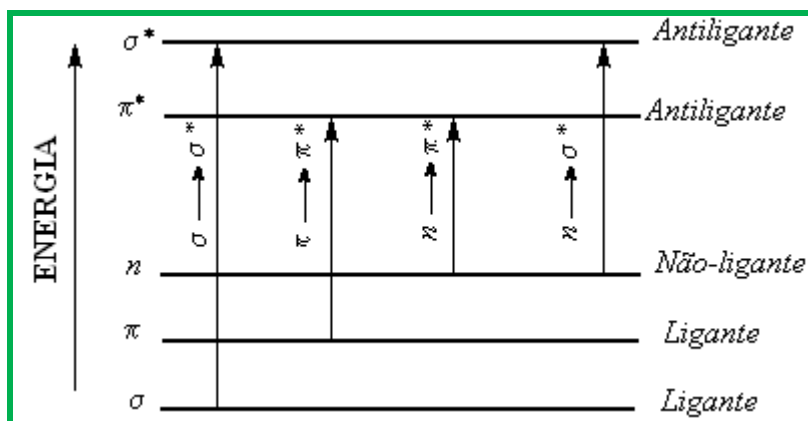 σ* Antiligante
π* Antiligante
σ → σ*
π → π*
n → π*
n → σ*
ENERGIA
n Não-ligante
π Ligante
σ Ligante